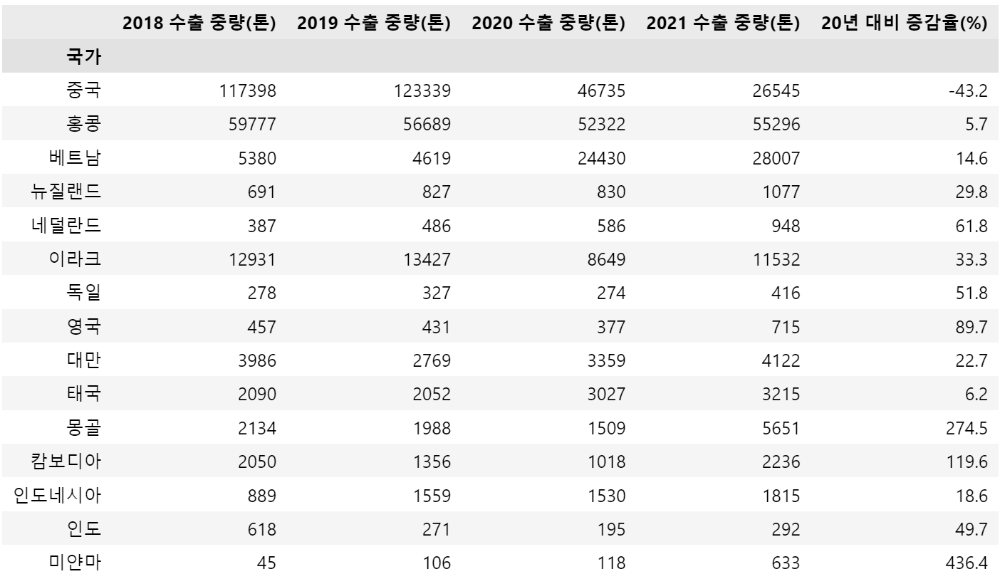 2018 수출 중량(톤) 2019 수출 중량(톤) 2020 수출 중량(톤) 2021 수출 중량(톤) 20년 대비 증감율(%)
국가
중국 117398 123339 46735 26545 -43.2
홍콩 59777 56689 52322 55296 5.7
베트남 5380 4619 24430 28007 14.6
뉴질랜드 691 827 830 1077 29.8
네덜란드 387 486 586 948 61.8
이라크 12931 13427 8649 11532 33.3
독일 278 327 274 416 51.8
영국 457 431 377 715 89.7
대만 3986 2769 3359 4122 22.7
태국 2090 2052 3027 3215 6.2
몽골 2134 1988 1509 5651 274.5
캄보디아 2050 1356 1018 2236 119.6
인도네시아 889 1559 1530 1815 18.6
인도 618 271 195 292 49.7
미얀마 45 106 118 633 436.4